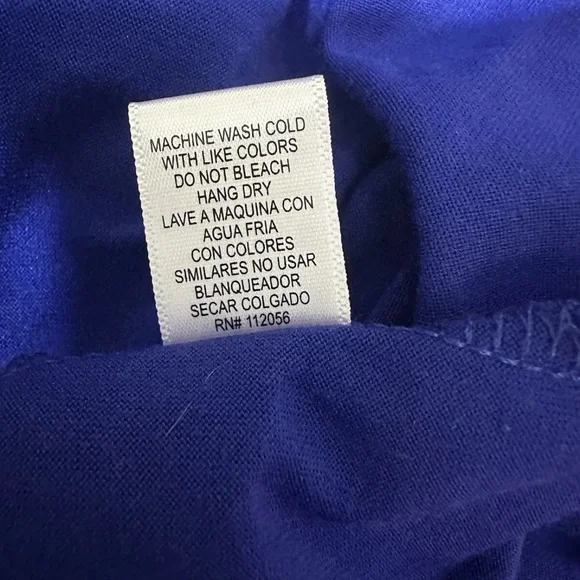 MACHINE WASH COLD
WITH LIKE COLORS
DO NOT BLEACH
HANG DRY
LAVE A MAQUINA CON
AGUA FRIA
CON COLORES
SIMILARES NO USAR
BLANQUEADOR
SECAR COLGADO
RN# 112056